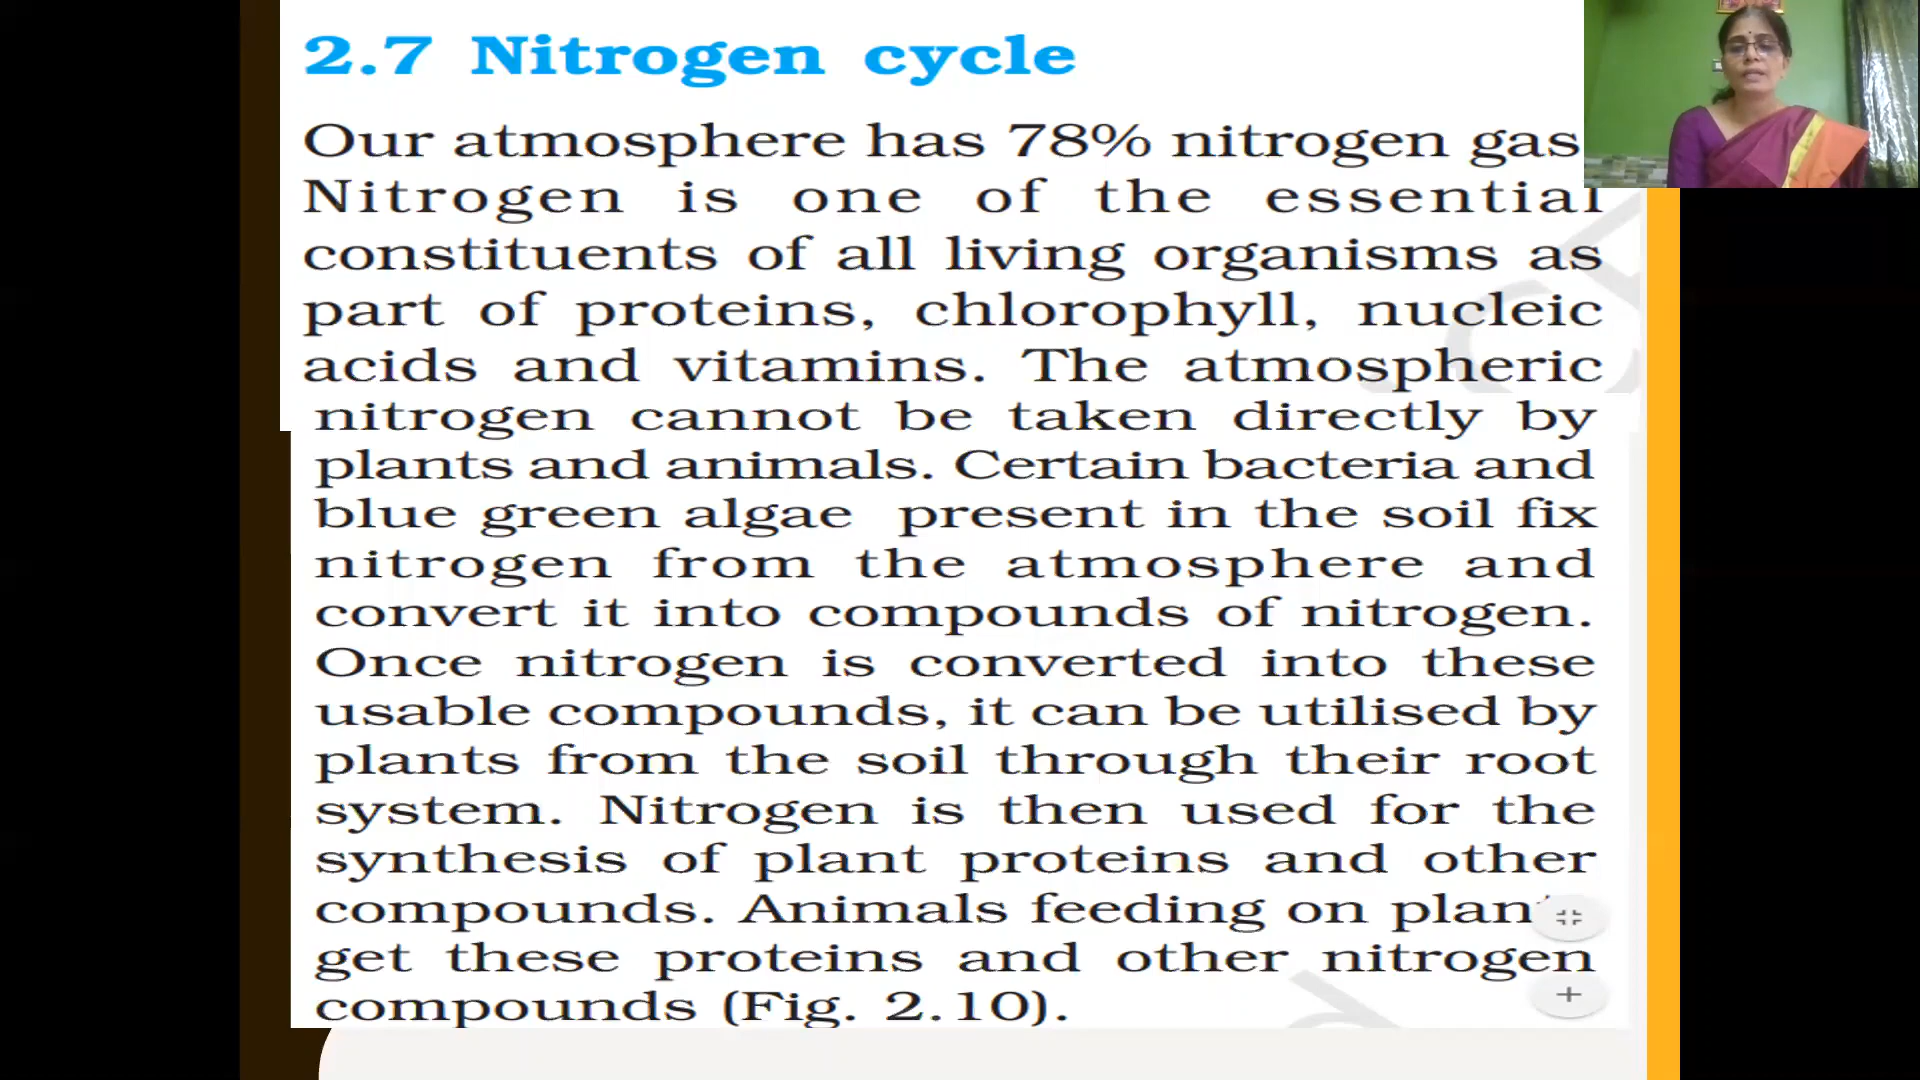 2.7 Nitrogen cycle
Our atmosphere has 78% nitrogen gas
Nitrogen is one of the essential
constituents of all living organisms as
part of proteins, chlorophyll, nucleic
acids and vitamins. The atmospheric
nitrogen cannot be taken directly by
plants and animals. Certain bacteria and
blue green algae present in the soil fix
nitrogen from the atmosphere and
convert it into compounds of nitrogen.
Once nitrogen is converted into these
usable compounds, it can be utilised by
plants from the soil through their root
system. Nitrogen is then used for the
synthesis of plant proteins and other
compounds. Animals feeding on plant
get these proteins and other nitrogen
compounds (Fig. 2.10).